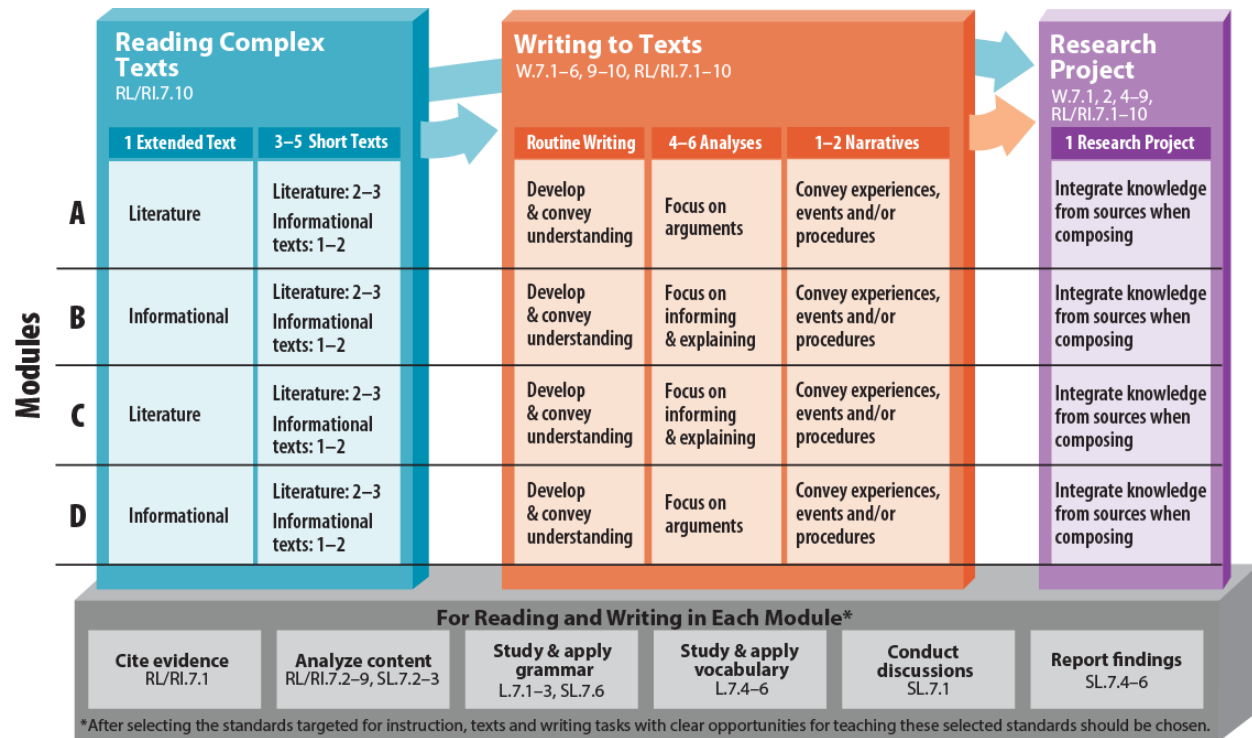 Reading Complex
Texts
RL/RI.7.10
Writing to Texts
W.7.1–6, 9–10, RL/RI.7.1–10
Research
Project
W.7.1, 2, 4–9,
RL/RI.7.1–10
1 Extended Text
3–5 Short Texts
Routine Writing
4–6 Analyses
1–2 Narratives
1 Research Project
Modules
A
Literature
Literature: 2–3
Informational
texts: 1–2
Develop
& convey
understanding
Focus on
arguments
Convey experiences,
events and/or
procedures
Integrate knowledge
from sources when
composing
B
Informational
Literature: 2–3
Informational
texts: 1–2
Develop
& convey
understanding
Focus on
informing
& explaining
Convey experiences,
events and/or
procedures
Integrate knowledge
from sources when
composing
C
Literature
Literature: 2–3
Informational
texts: 1–2
Develop
& convey
understanding
Focus on
informing
& explaining
Convey experiences,
events and/or
procedures
Integrate knowledge
from sources when
composing
D
Informational
Literature: 2–3
Informational
texts: 1–2
Develop
& convey
understanding
Focus on
arguments
Convey experiences,
events and/or
procedures
Integrate knowledge
from sources when
composing
For Reading and Writing in Each Module*
Cite evidence
RL/RI.7.1
Analyze content
RL/RI.7.2–9, SL.7.2–3
Study & apply
grammar
L.7.1–3, SL.7.6
Study & apply
vocabulary
L.7.4–6
Conduct
discussions
SL.7.1
Report findings
SL.7.4–6
*After selecting the standards targeted for instruction, texts and writing tasks with clear opportunities for teaching these selected standards should be chosen.